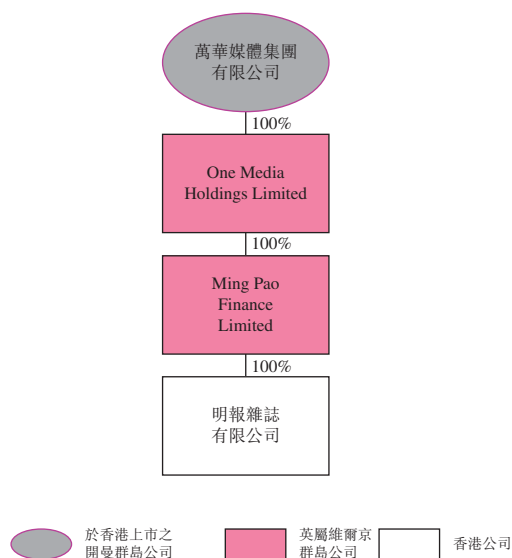 萬華媒體集團
有限公司
100%
One Media
Holdings Limited
100%
Ming Pao
Finance
Limited
100%
明報雜誌
有限公司
於香港上市之
開曼群島公司
英屬維爾京
群島公司
香港公司